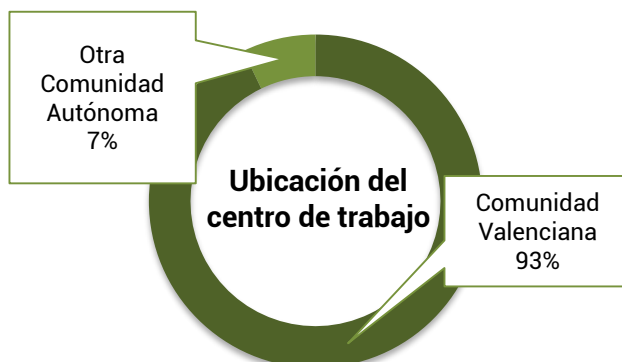 Otra
Comunidad
Autónoma
7%
Ubicación del
centro de trabajo
Comunidad
Valenciana
93%